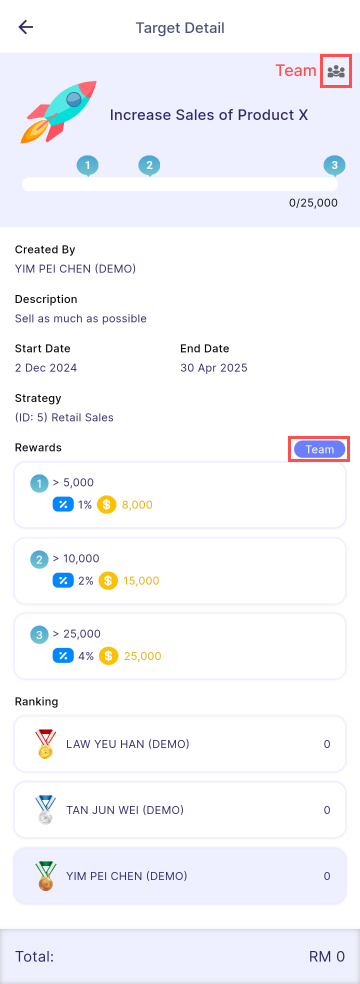 Target Detail
Team
Increase Sales of Product X
1 2 3
0/25,000
Created By
YIM PEI CHEN (DEMO)
Description
Sell as much as possible
Start Date End Date
2 Dec 2024 30 Apr 2025
Strategy
(ID: 5) Retail Sales
Rewards Team
1 > 5,000
% 1% $ 8,000
2 > 10,000
% 2% $ 15,000
3 > 25,000
% 4% $ 25,000
Ranking
LAW YEU HAN (DEMO) 0
TAN JUN WEI (DEMO) 0
YIM PEI CHEN (DEMO) 0
Total: RM 0